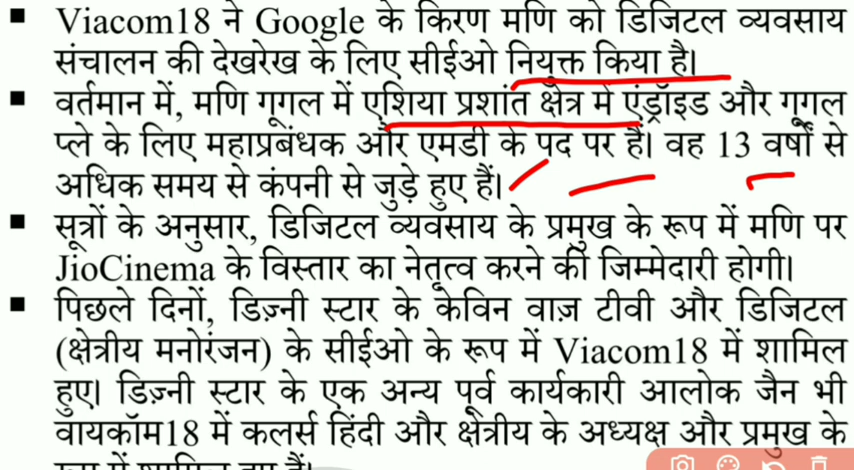 ▪ Viacom18 ने Google के किरण मणि को डिजिटल व्यवसाय
संचालन की देखरेख के लिए सीईओ नियुक्त किया है।
▪ वर्तमान में, मणि गूगल में एशिया प्रशांत क्षेत्र में एंड्रॉइड और गूगल
प्ले के लिए महाप्रबंधक और एमडी के पद पर हैं। वह 13 वर्षों से
अधिक समय से कंपनी से जुड़े हुए हैं।
▪ सूत्रों के अनुसार, डिजिटल व्यवसाय के प्रमुख के रूप में मणि पर
JioCinema के विस्तार का नेतृत्व करने की जिम्मेदारी होगी।
▪ पिछले दिनों, डिज़्नी स्टार के केविन वाज़ टीवी और डिजिटल
(क्षेत्रीय मनोरंजन) के सीईओ के रूप में Viacom18 में शामिल
हुए। डिज़्नी स्टार के एक अन्य पूर्व कार्यकारी आलोक जैन भी
वायकॉम18 में कलर्स हिंदी और क्षेत्रीय के अध्यक्ष और प्रमुख के